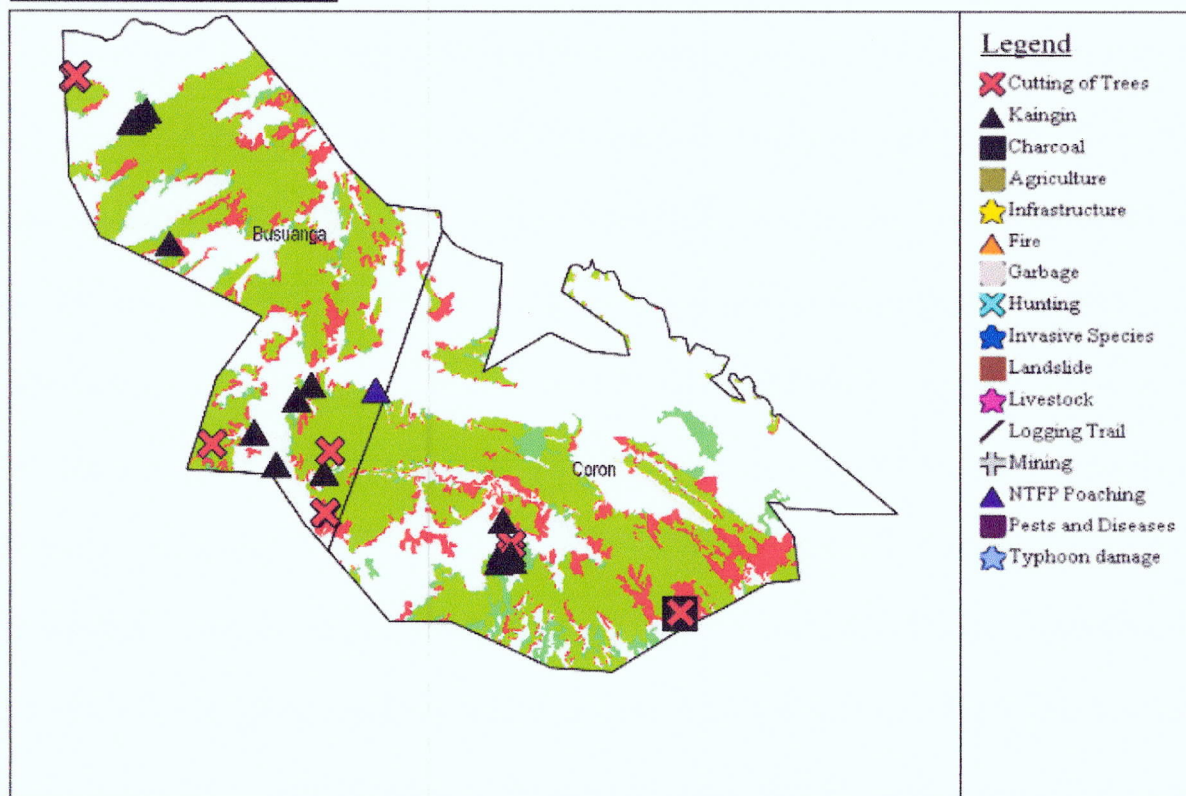 Legend
Cutting of Trees
Kaingin
Charcoal
Agriculture
Infrastructure
Fire
Garbage
Hunting
Invasive Species
Landslide
Livestock
Logging Trail
Mining
NTFP Poaching
Pests and Diseases
Typhoon damage
Busuanga
Coron